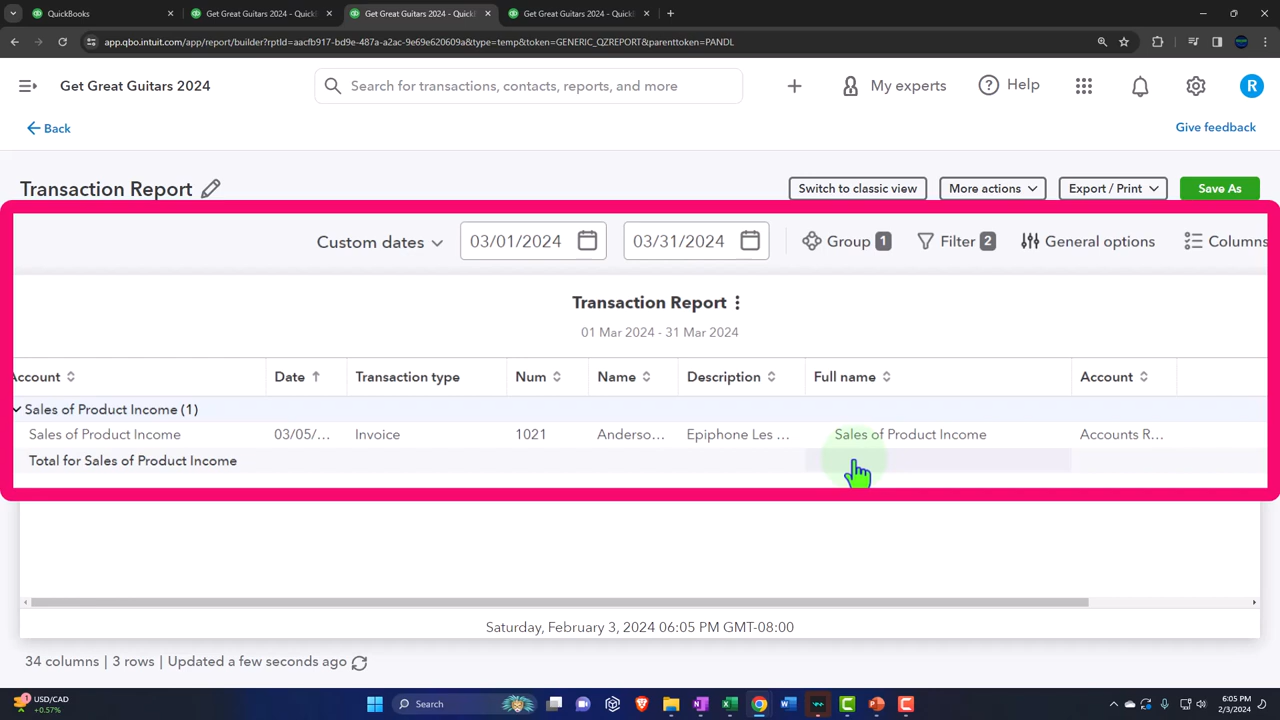 QuickBooks
Get Great Guitars 2024 - QuickB
Get Great Guitars 2024 - QuickB
Get Great Guitars 2024 - QuickB
app.qbo.intuit.com/app/report/builder?rptId=aacfb917-bd9e-487a-a2ac-9e69e620609a&type=temp&token=GENERIC_QZREPORT&parenttoken=PANDL
Get Great Guitars 2024
Search for transactions, contacts, reports, and more
My experts
Help
R
Back
Give feedback
Transaction Report
Switch to classic view
More actions
Export / Print
Save As
Custom dates
03/01/2024
03/31/2024
Group 1
Filter 2
General options
Columns
Transaction Report
01 Mar 2024 - 31 Mar 2024
Account Date Transaction type Num Name Description Full name Account
Sales of Product Income (1)
Sales of Product Income 03/05/... Invoice 1021 Anderso... Epiphone Les ... Sales of Product Income Accounts R...
Total for Sales of Product Income
Saturday, February 3, 2024 06:05 PM GMT-08:00
34 columns | 3 rows | Updated a few seconds ago
USD/CAD
+0.57%
Search
6:05 PM
2/3/2024